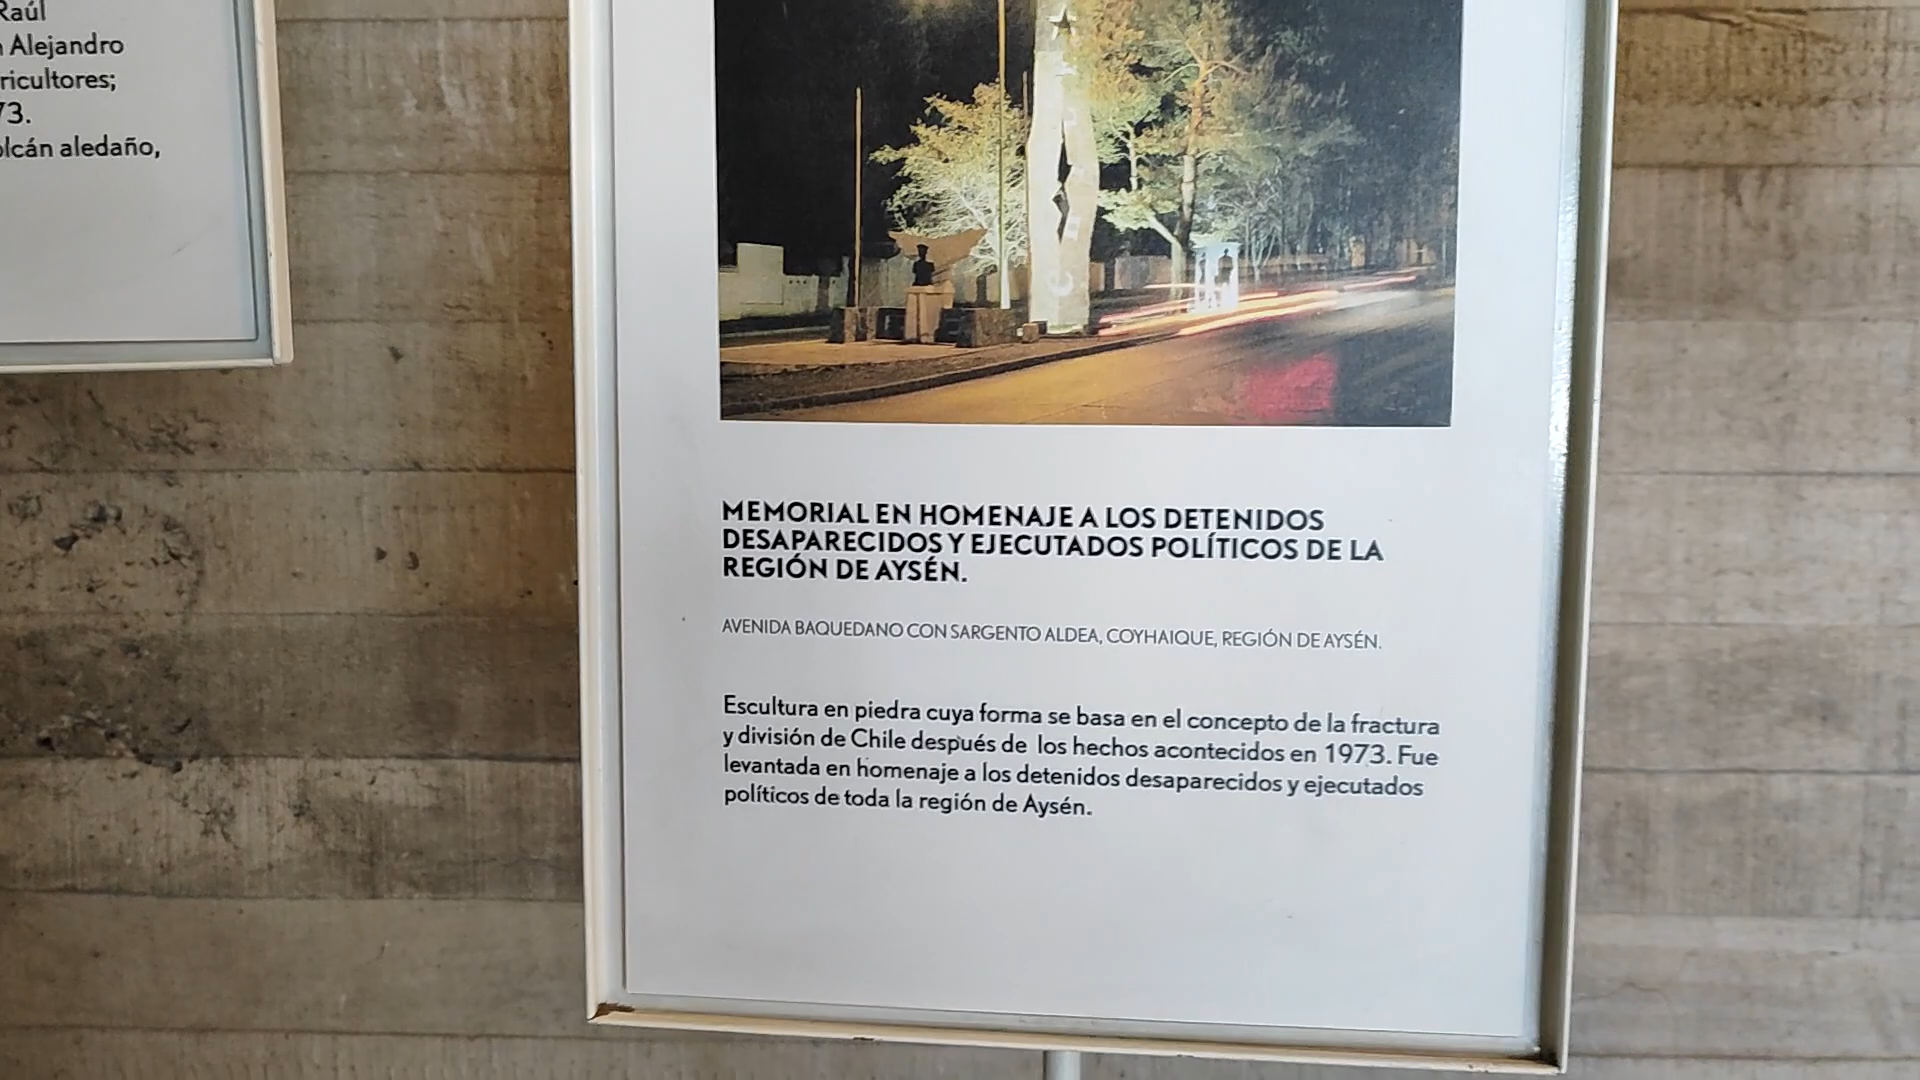 Raúl
Alejandro
ricultores;
73.
olcán aledaño,
MEMORIAL EN HOMENAJE A LOS DETENIDOS
DESAPARECIDOS Y EJECUTADOS POLÍTICOS DE LA
REGIÓN DE AYSÉN.
AVENIDA BAQUEDANO CON SARGENTO ALDEA, COYHAIQUE, REGIÓN DE AYSÉN.
Escultura en piedra cuya forma se basa en el concepto de la fractura
y división de Chile después de los hechos acontecidos en 1973. Fue
levantada en homenaje a los detenidos desaparecidos y ejecutados
políticos de toda la región de Aysén.